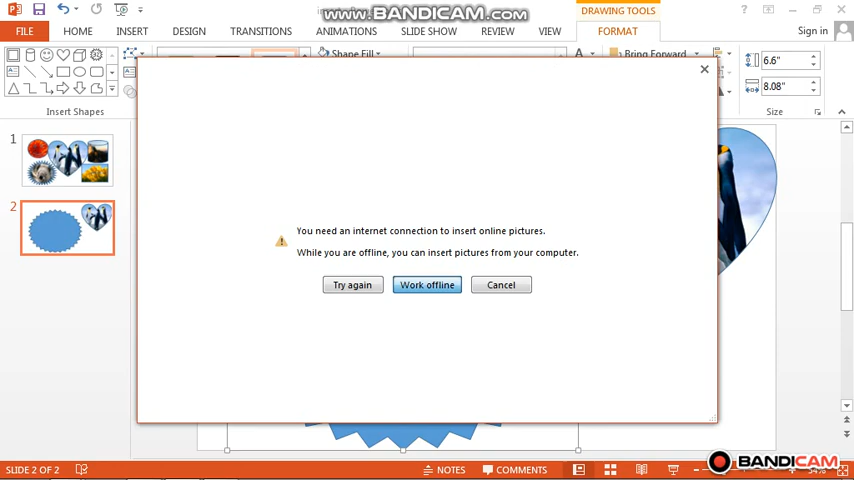 www.BANDICAM.com
DRAWING TOOLS
FILE
HOME
INSERT
DESIGN
TRANSITIONS
ANIMATIONS
SLIDE SHOW
REVIEW
VIEW
FORMAT
Sign in
Shape Fill
Bring Forward
6.6"
8.08"
Insert Shapes
Size
1
2
You need an internet connection to insert online pictures.
While you are offline, you can insert pictures from your computer.
Try again
Work offline
Cancel
SLIDE 2 OF 2
NOTES
COMMENTS
BANDICAM